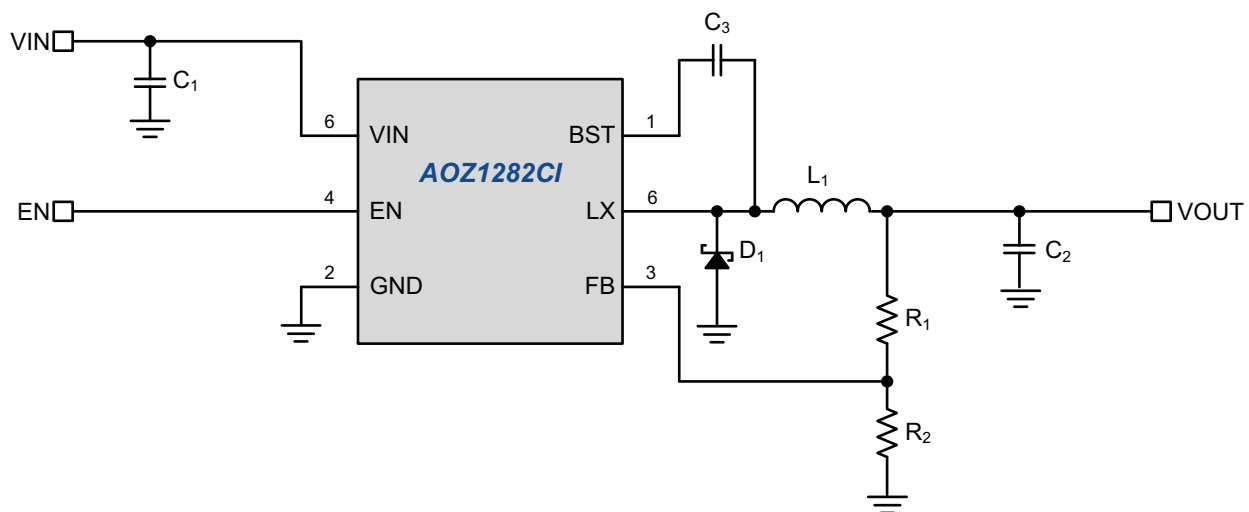 C3
VIN
C1
6
VIN
BST
1
AOZ1282CI
L1
EN
4
EN
LX
6
VOUT
D1
C2
2
GND
FB
3
R1
R2